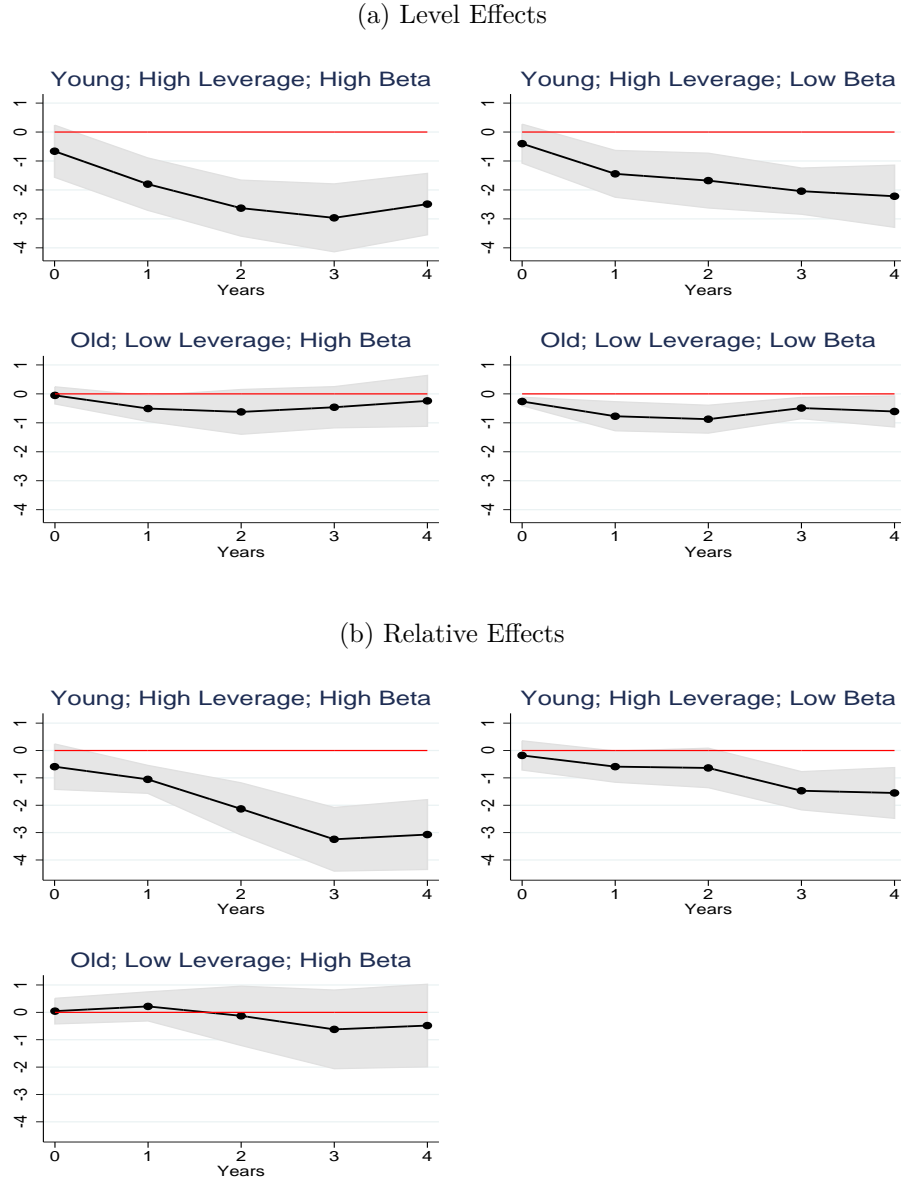 (a) Level Effects
Young; High Leverage; High Beta
1
0
-1
-2
-3
-4
0 1 2 3 4
Years
Young; High Leverage; Low Beta
1
0
-1
-2
-3
-4
0 1 2 3 4
Years
Old; Low Leverage; High Beta
1
0
-1
-2
-3
-4
0 1 2 3 4
Years
Old; Low Leverage; Low Beta
1
0
-1
-2
-3
-4
0 1 2 3 4
Years
(b) Relative Effects
Young; High Leverage; High Beta
1
0
-1
-2
-3
-4
0 1 2 3 4
Years
Young; High Leverage; Low Beta
1
0
-1
-2
-3
-4
0 1 2 3 4
Years
Old; Low Leverage; High Beta
1
0
-1
-2
-3
-4
0 1 2 3 4
Years